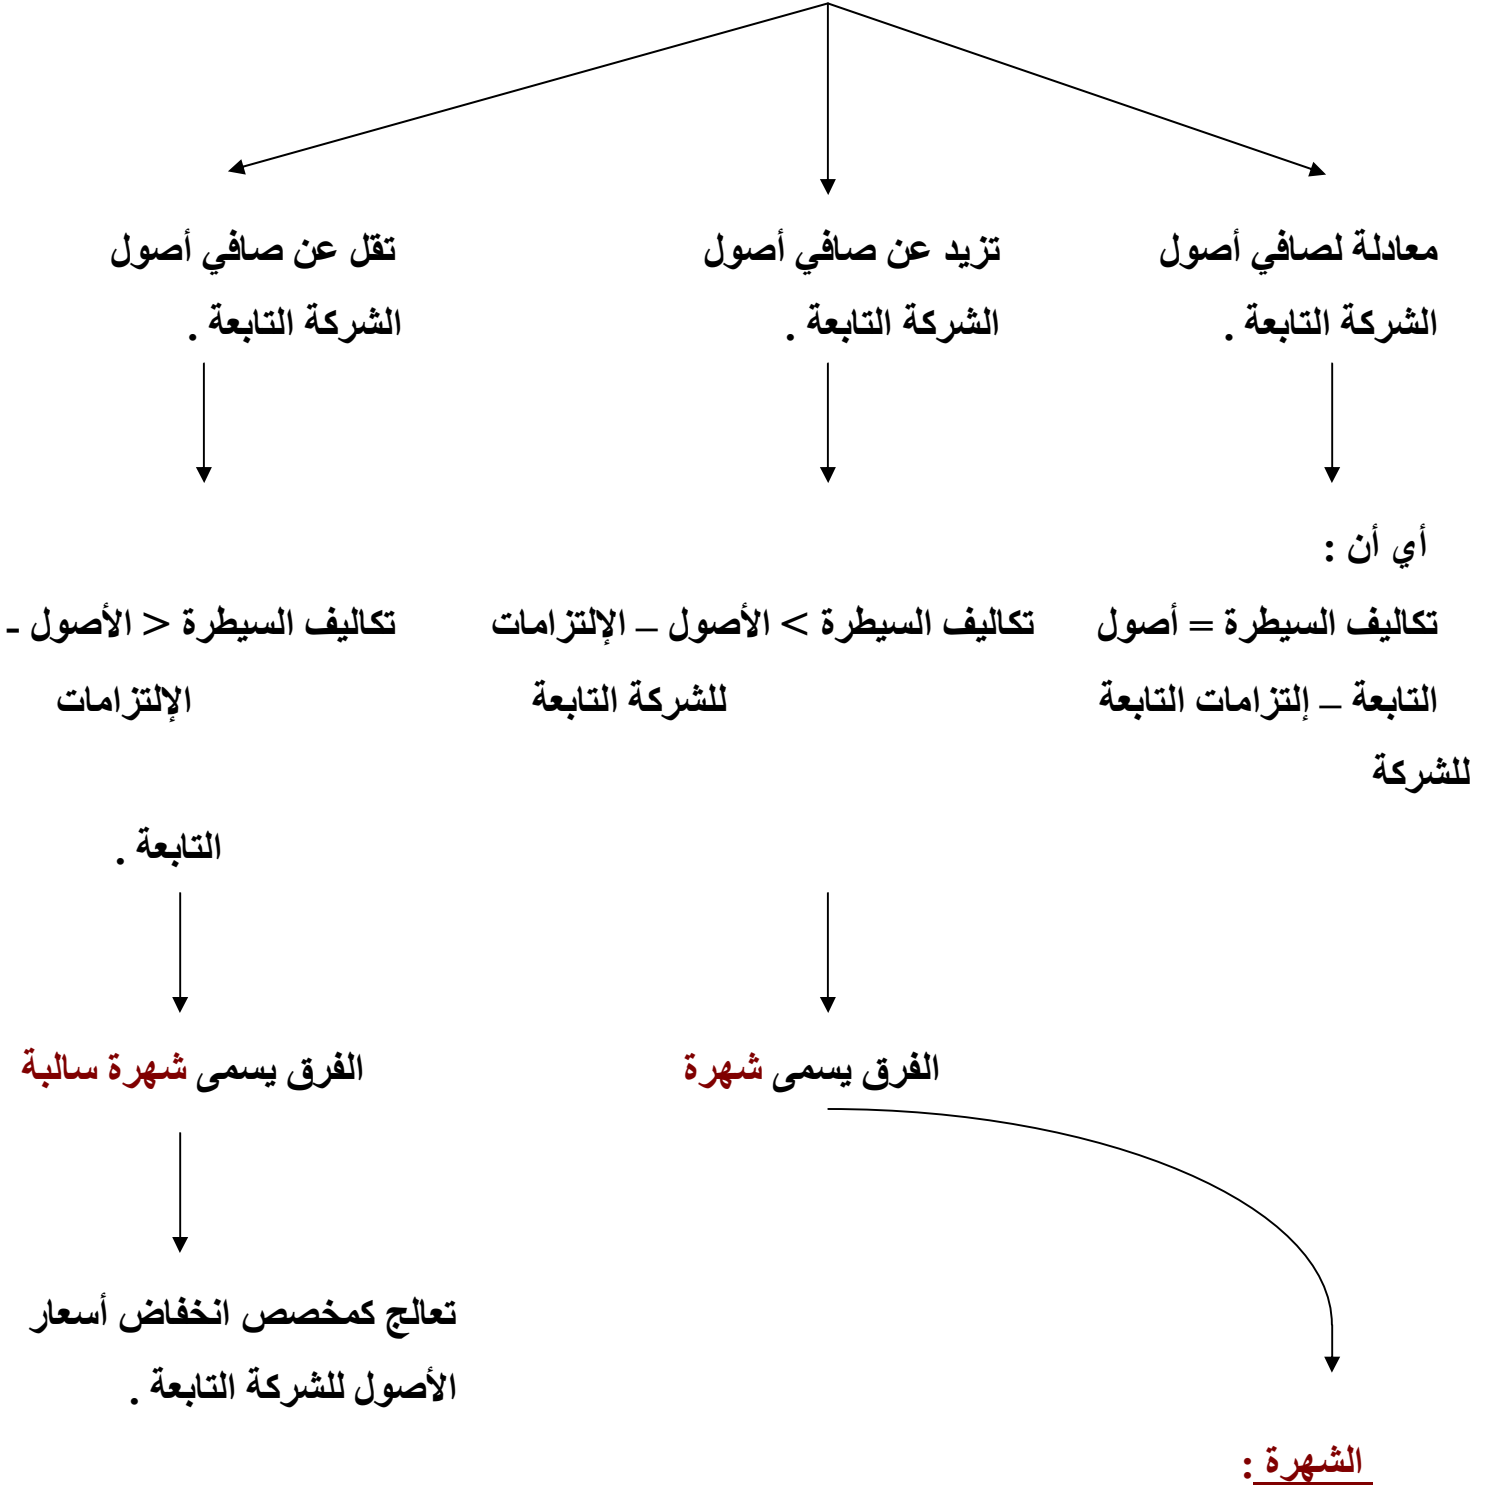 معادلة لصافي أصول
تزيد عن صافي أصول
تقل عن صافي أصول
الشركة التابعة .
الشركة التابعة .
الشركة التابعة .
أي أن :
تكاليف السيطرة = أصول
تكاليف السيطرة > الأصول – الإلتزامات
تكاليف السيطرة < الأصول -
التابعة – إلتزامات التابعة
للشركة التابعة
الإلتزامات
للشركة
التابعة .
الفرق يسمى شهرة
الفرق يسمى شهرة سالبة
تعالج كمخصص انخفاض أسعار
الأصول للشركة التابعة .
الشهرة :